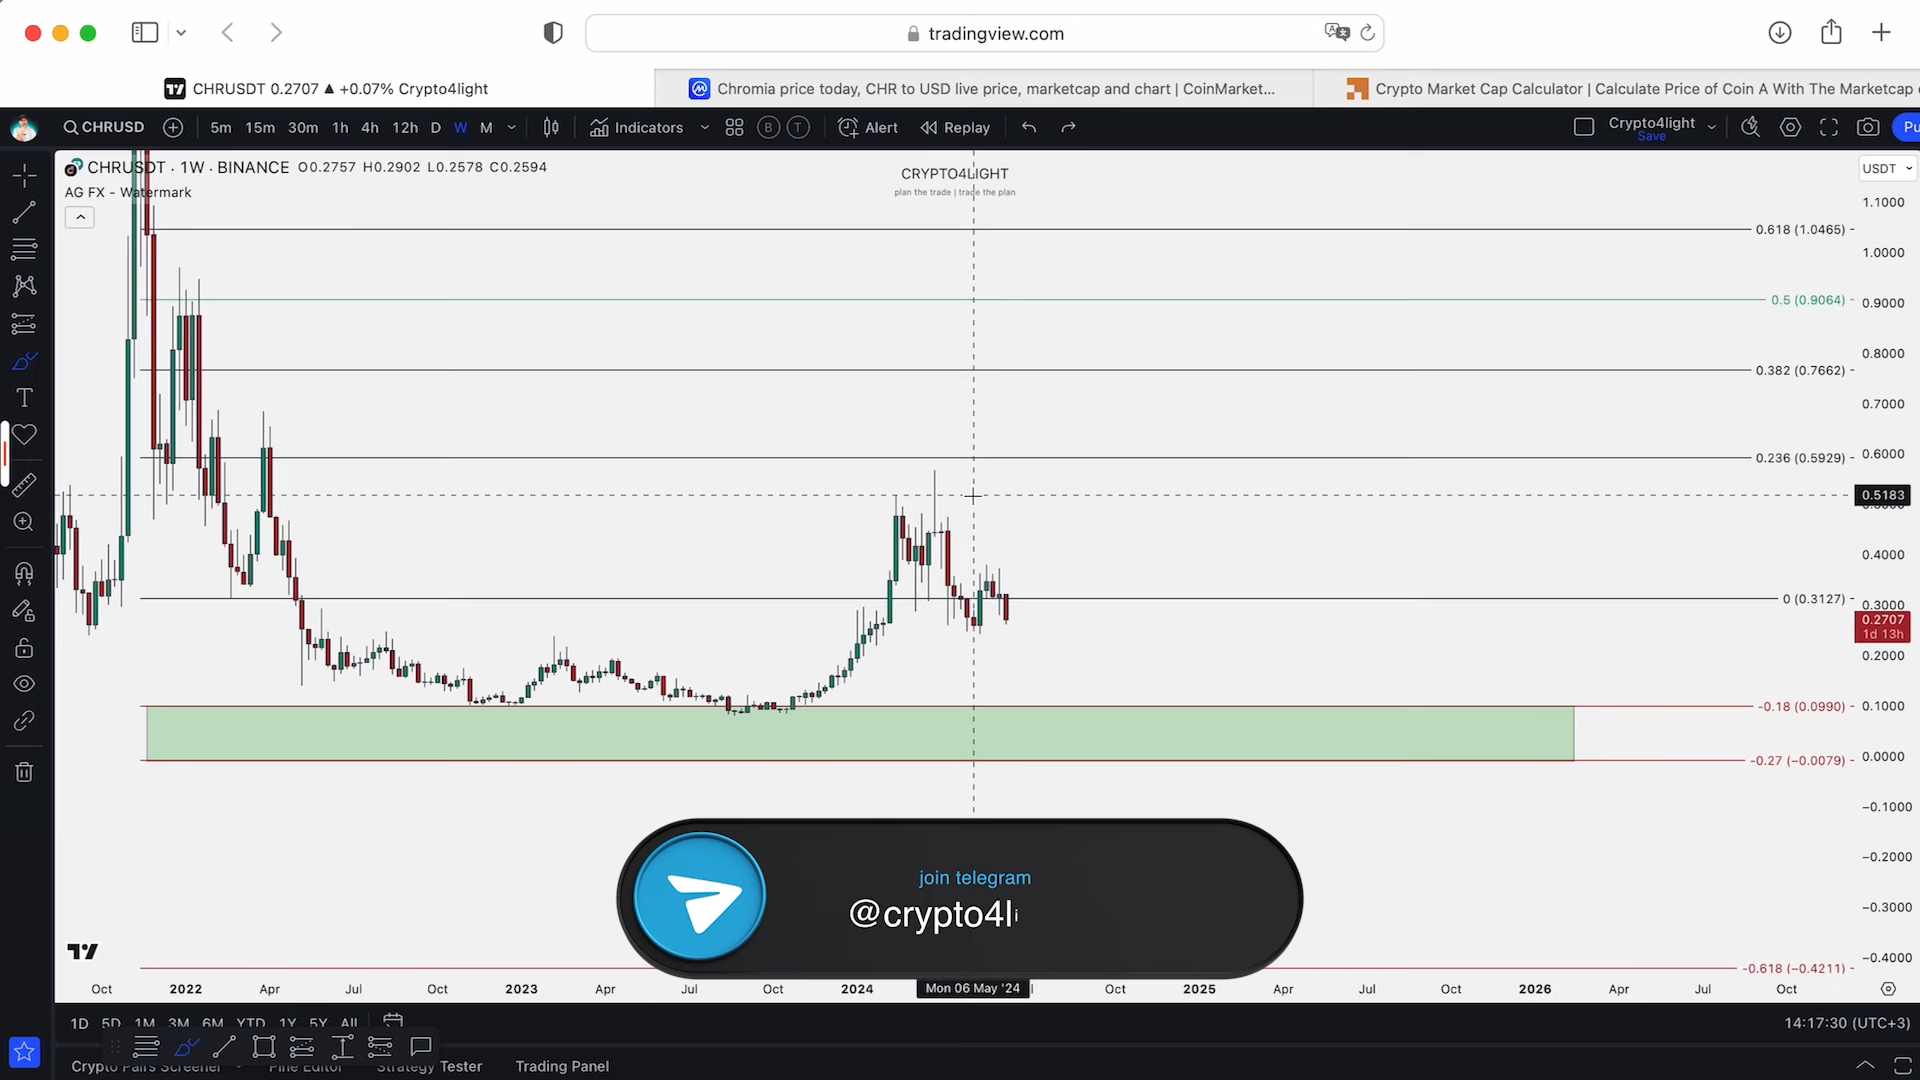 tradingview.com
CHRUSDT 0.2707 ▲ +0.07% Crypto4light
Chromia price today, CHR to USD live price, marketcap and chart | CoinMarket...
Crypto Market Cap Calculator | Calculate Price of Coin A With The Marketcap
CHRUSD
5m 15m 30m 1h 4h 12h D W M
Indicators
B T
Alert
Replay
Crypto4light
Save
Pu
CHRUSDT · 1W · BINANCE O0.2757 H0.2902 L0.2578 C0.2594
AG FX - Watermark
CRYPTO4LIGHT
plan the trade | trade the plan
USDT
1.1000
0.618 (1.0465)
1.0000
0.5 (0.9064)
0.9000
0.8000
0.382 (0.7662)
0.7000
0.236 (0.5929)
0.6000
0.5183
0.4000
0 (0.3127)
0.3000
0.2707
1d 13h
0.2000
-0.18 (0.0990)
0.1000
0.0000
-0.27 (−0.0079)
−0.1000
−0.2000
−0.3000
−0.4000
-0.618 (−0.4211)
join telegram
@crypto4li
Oct 2022 Apr Jul Oct 2023 Apr Jul Oct 2024 Mon 06 May '24 Oct 2025 Apr Jul Oct 2026 Apr Jul Oct
1D 5D 1M 3M 6M YTD 1Y 5Y All
14:17:30 (UTC+3)
Crypto Pairs Screener Pine Editor Strategy Tester Trading Panel